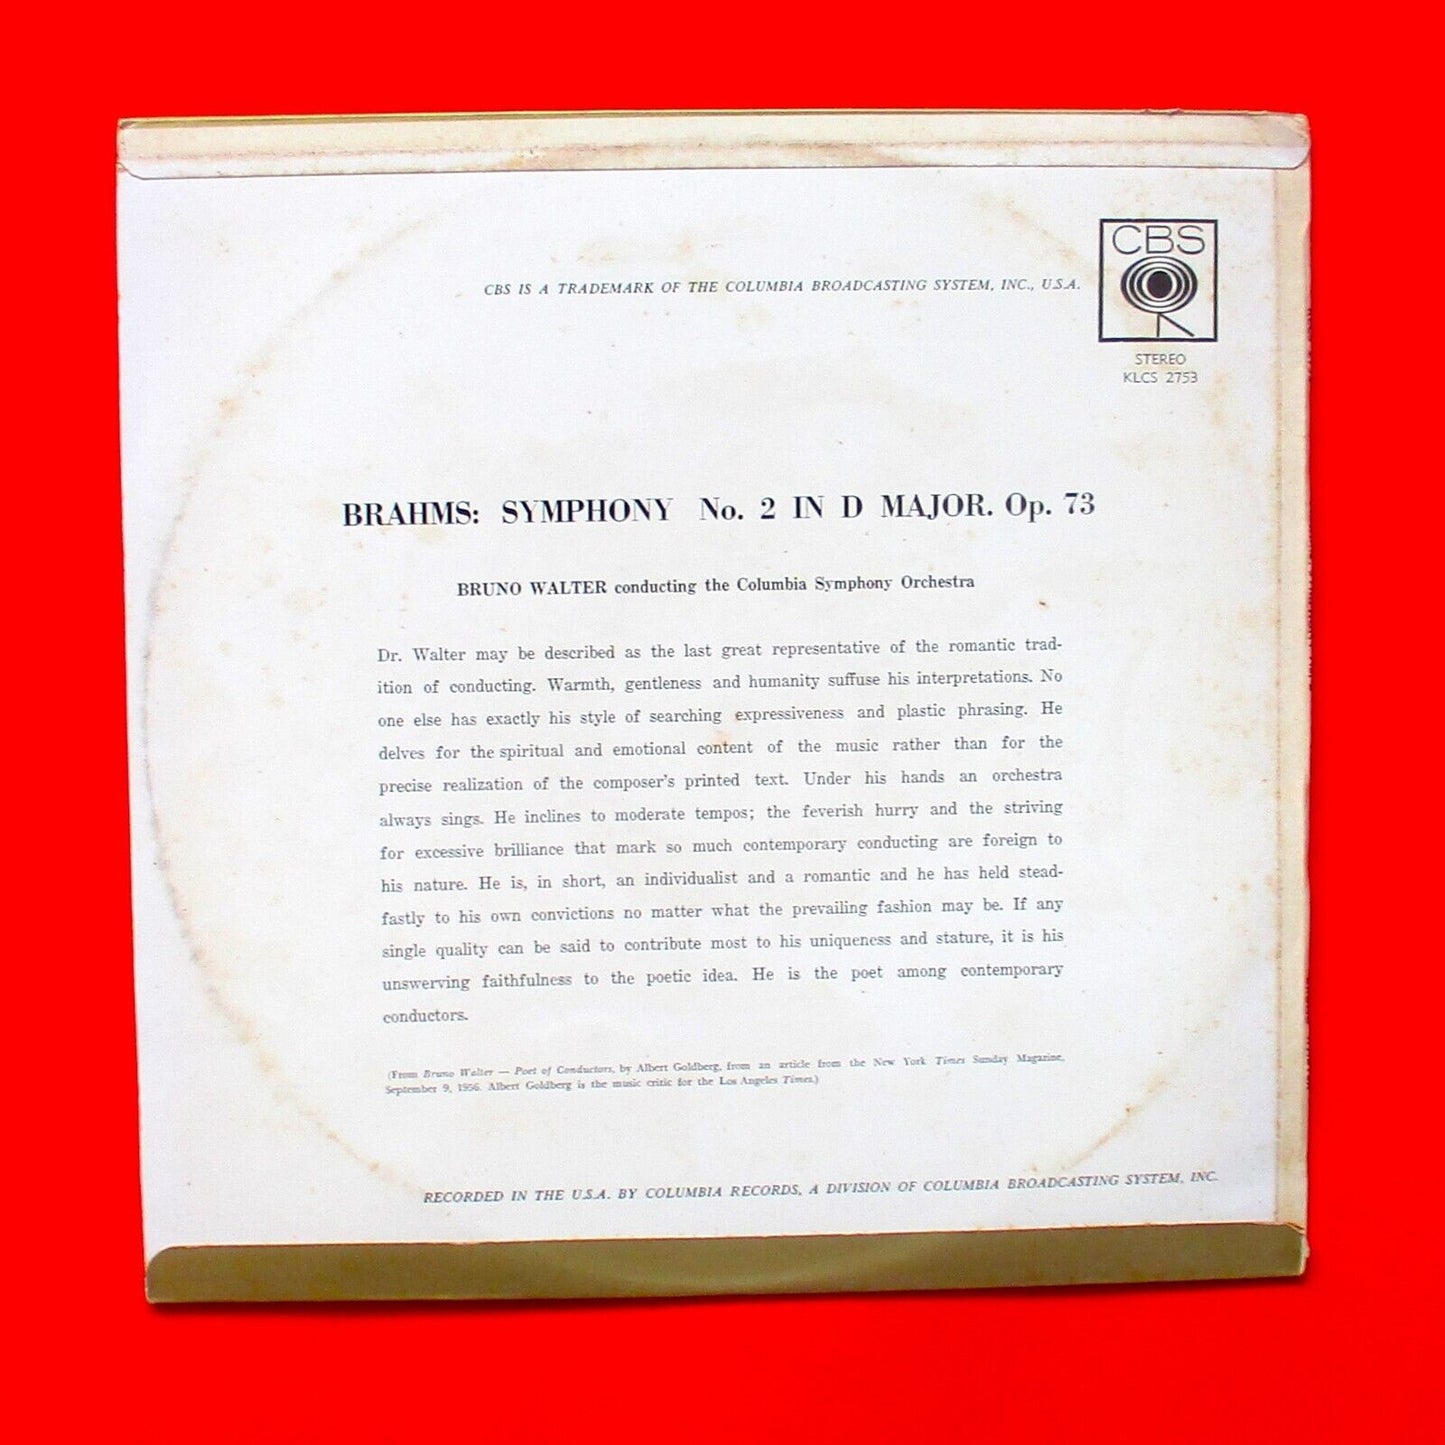 CBS
CBS IS A TRADEMARK OF THE COLUMBIA BROADCASTING SYSTEM, INC., U.S.A.
STEREO
KLCS 2753
BRAHMS: SYMPHONY No. 2 IN D MAJOR. Op. 73
BRUNO WALTER conducting the Columbia Symphony Orchestra
Dr. Walter may be described as the last great representative of the romantic trad-
ition of conducting. Warmth, gentleness and humanity suffuse his interpretations. No
one else has exactly his style of searching expressiveness and plastic phrasing. He
delves for the spiritual and emotional content of the music rather than for the
precise realization of the composer's printed text. Under his hands an orchestra
always sings. He inclines to moderate tempos; the feverish hurry and the striving
for excessive brilliance that mark so much contemporary conducting are foreign to
his nature. He is, in short, an individualist and a romantic and he has held stead-
fastly to his own convictions no matter what the prevailing fashion may be. If any
single quality can be said to contribute most to his uniqueness and stature, it is his
unswerving faithfulness to the poetic idea. He is the poet among contemporary
conductors.
(From Bruno Walter — Poet of Conductors, by Albert Goldberg, from an article from the New York Times Sunday Magazine,
September 9, 1956. Albert Goldberg is the music critic for the Los Angeles Times.)
RECORDED IN THE U.S.A. BY COLUMBIA RECORDS, A DIVISION OF COLUMBIA BROADCASTING SYSTEM, INC.